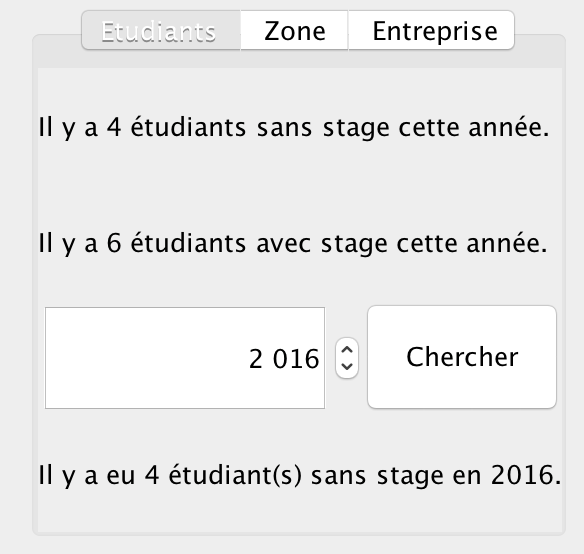 Etudiants Zone Entreprise
Il y a 4 étudiants sans stage cette année.
Il y a 6 étudiants avec stage cette année.
2 016 Chercher
Il y a eu 4 étudiant(s) sans stage en 2016.